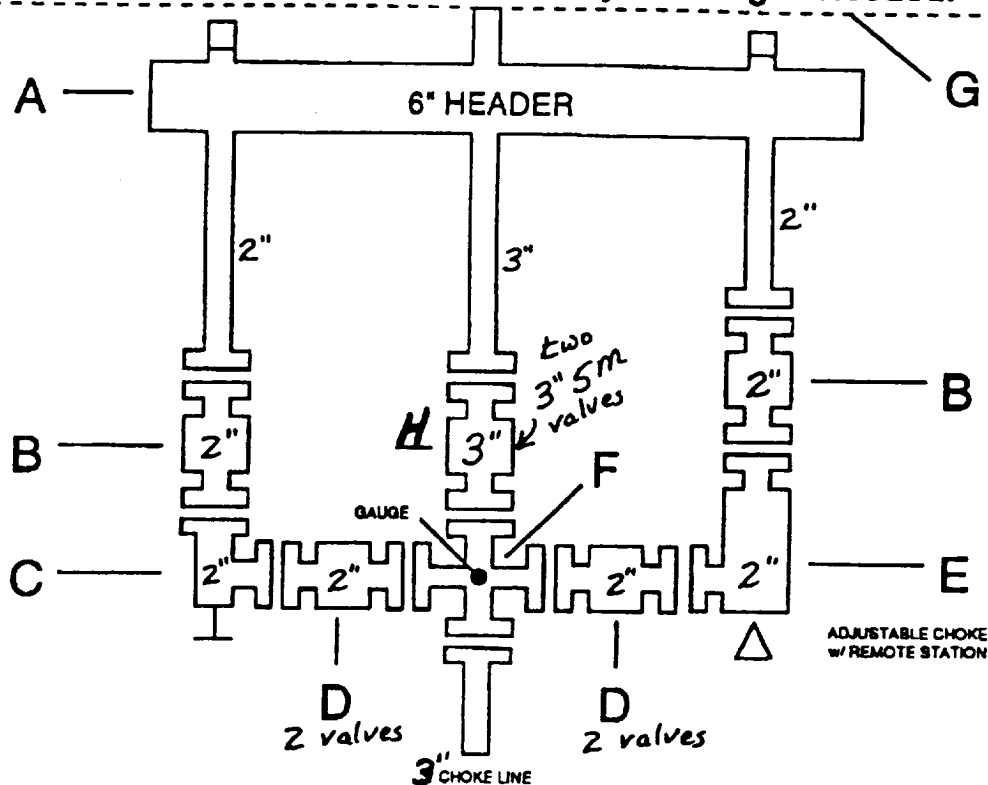 G
A
6" HEADER
2"
3"
2"
two
3" 5m
valves
B
2"
H
3"
2"
B
F
GAUGE
C
2"
2"
2"
2"
E
ADJUSTABLE CHOKE
w/ REMOTE STATION
D
2 valves
D
2 valves
3" CHOKE LINE